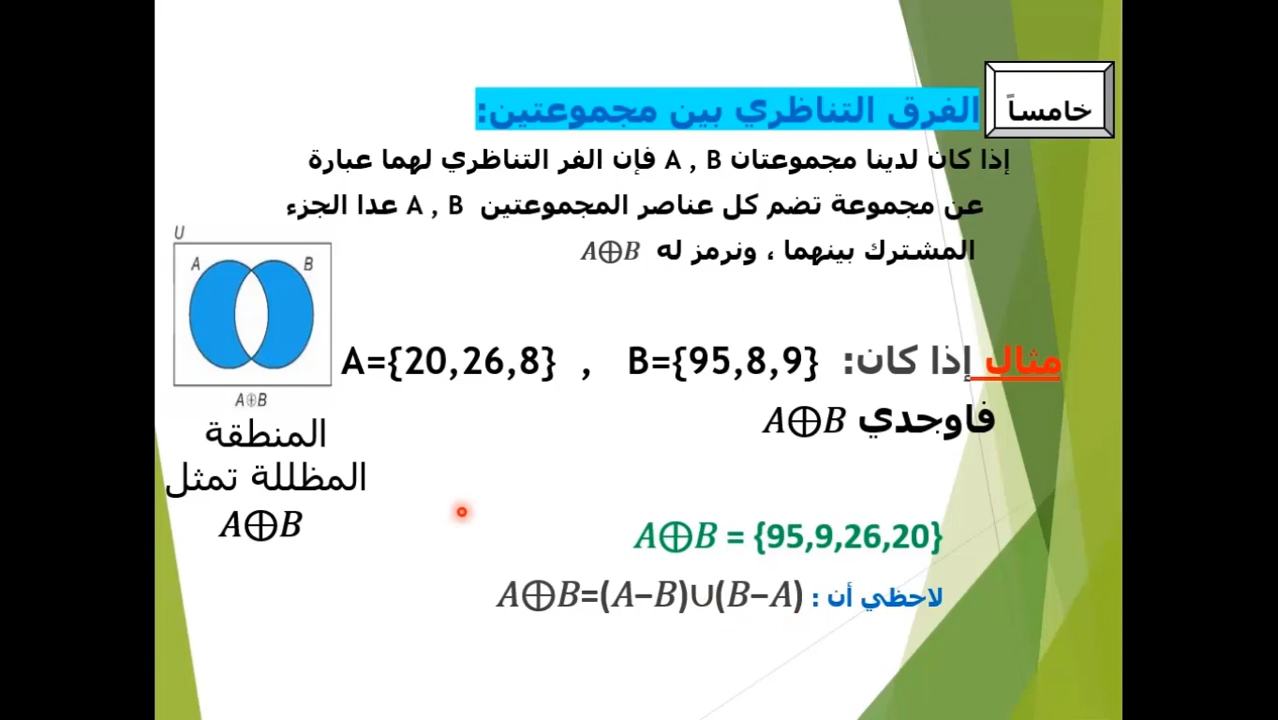 خامساً
الفرق التناظري بين مجموعتين:
إذا كان لدينا مجموعتان A , B فإن الفر التناظري لهما عبارة
عن مجموعة تضم كل عناصر المجموعتين A , B عدا الجزء
المشترك بينهما ، ونرمز له A⊕B
U
A B
A⊕B
المنطقة
المظللة تمثل
A⊕B
مثال إذا كان: A={20,26,8} , B={95,8,9}
فاوجدي A⊕B
A⊕B = {95,9,26,20}
لاحظي أن : A⊕B=(A−B)∪(B−A)